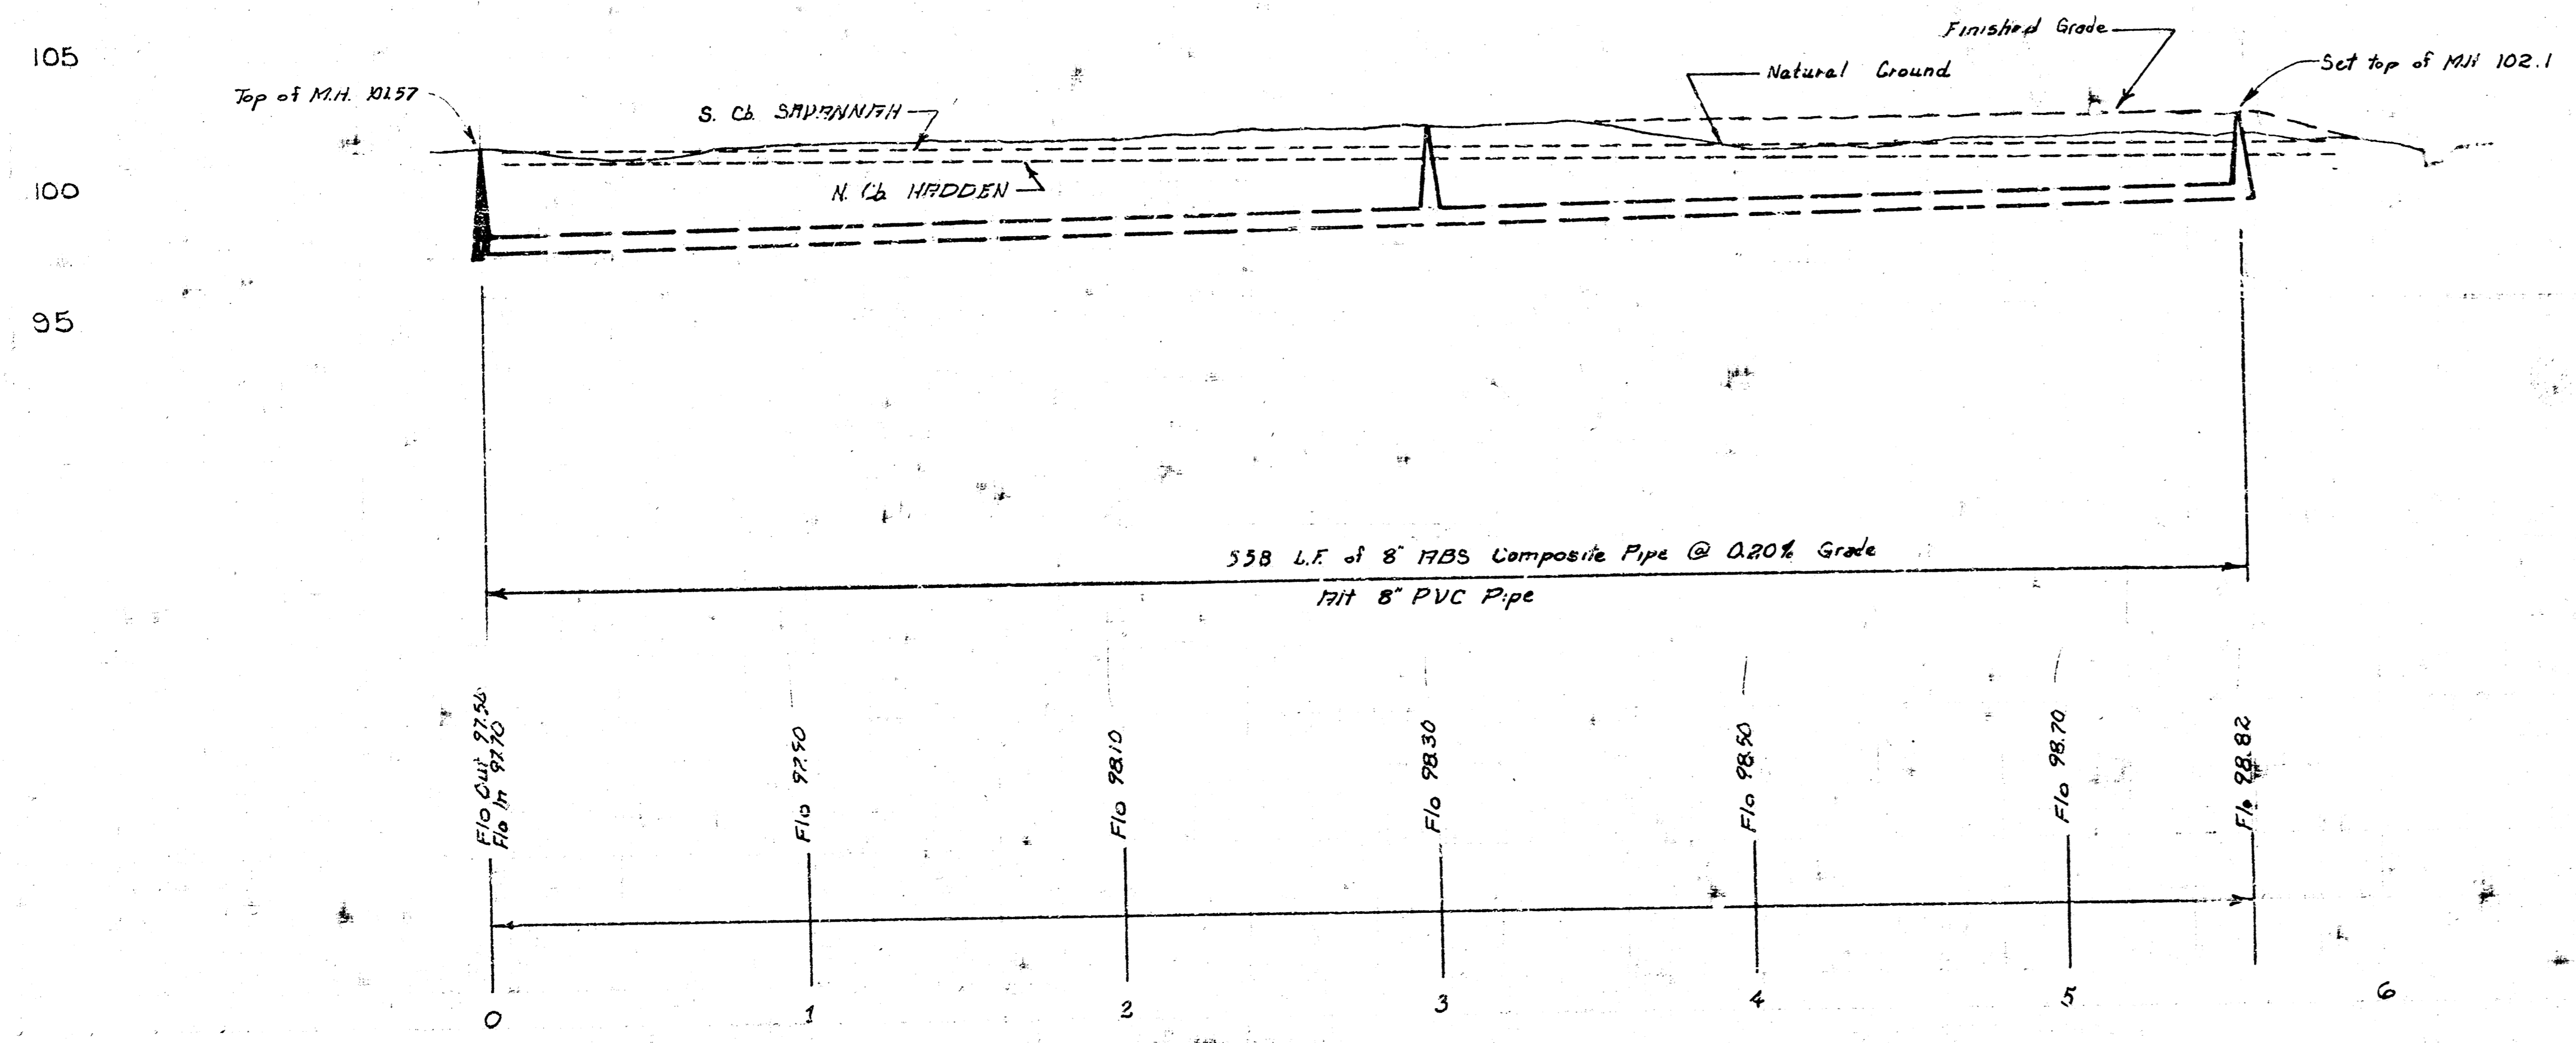 Finished Grade
105
Set top of M.H 102.1
Natural Ground
Top of M.H. 101.57
S. Cb. SAVANNAH
100
N. Cb. HADDEN
95
558 L.F. of 8" ABS Composite Pipe @ 0.20% Grade
Alt 8" PVC Pipe
Flo Out 97.56
Flo In 97.70
Flo 97.90
Flo 98.10
Flo 98.30
Flo 98.50
Flo 98.70
Flo 98.82
0
1
2
3
4
5
6